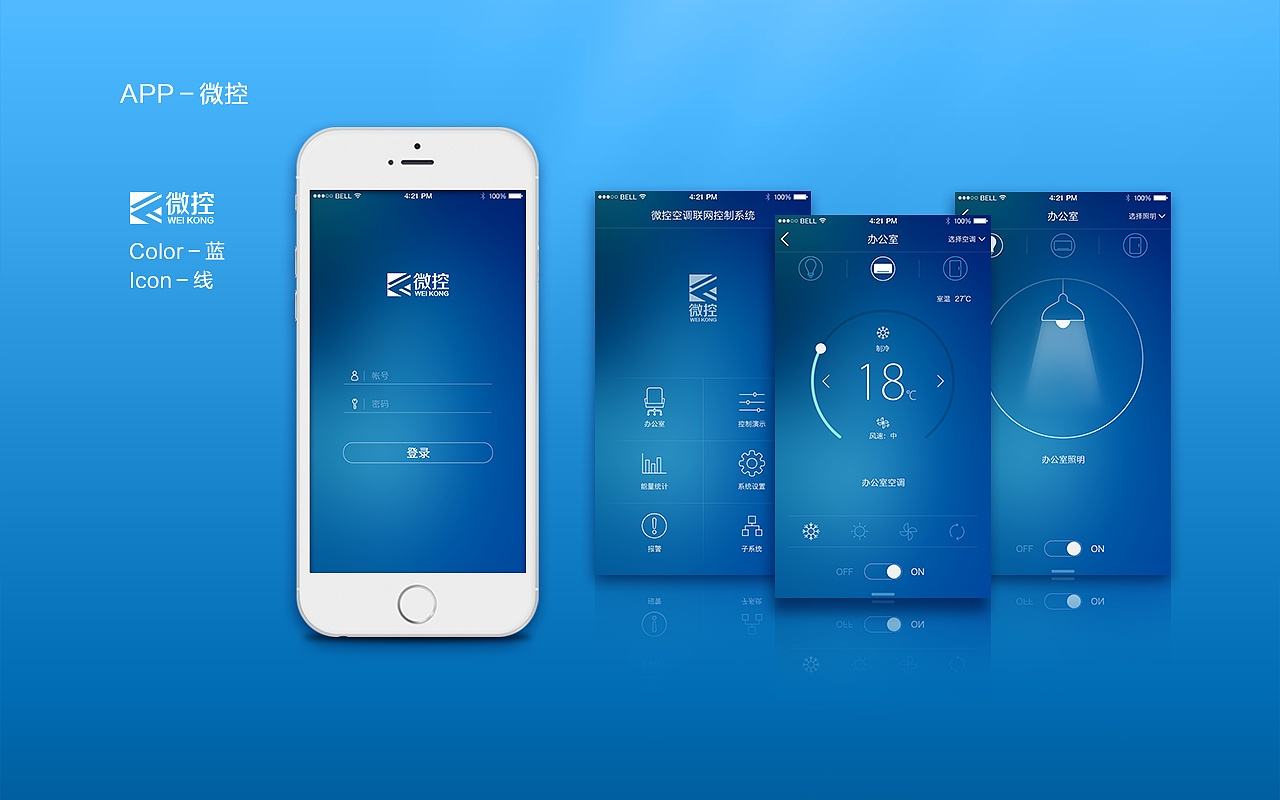 APP – 微控
微控
WEI KONG
Color – 蓝
Icon – 线
BELL 4:21 PM 100%
微控
WEI KONG
帐号
密码
登录
BELL 4:21 PM 100%
微控空调联网控制系统
微控
WEI KONG
办公室
控制演示
能量统计
系统设置
报警
子系统
BELL 4:21 PM 100%
办公室
选择空调
室温 27℃
制冷
18℃
风速：中
办公室空调
OFF ON
4:21 PM 100%
办公室
选择照明
办公室照明
OFF ON